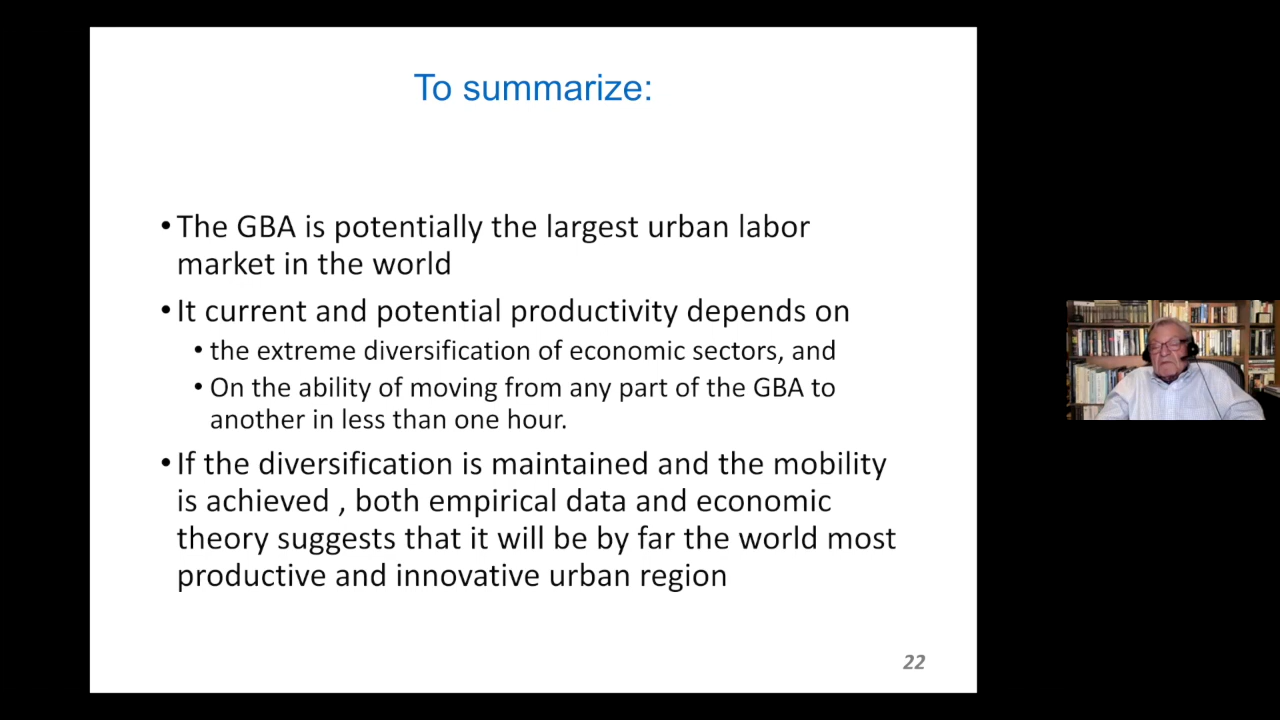 To summarize:
•The GBA is potentially the largest urban labor
market in the world
•It current and potential productivity depends on
• the extreme diversification of economic sectors, and
• On the ability of moving from any part of the GBA to
another in less than one hour.
•If the diversification is maintained and the mobility
is achieved , both empirical data and economic
theory suggests that it will be by far the world most
productive and innovative urban region
22